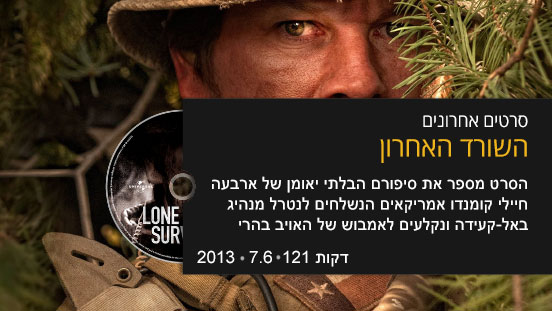 סרטים אחרונים
השורד האחרון
הסרט מספר את סיפורם הבלתי יאומן של ארבעה
חיילי קומנדו אמריקאים הנשלחים לנטרל מנהיג
באל-קעידה ונקלעים לאמבוש של האויב בהרי
2013 • 7.6 • 121 דקות
LONE
SURV